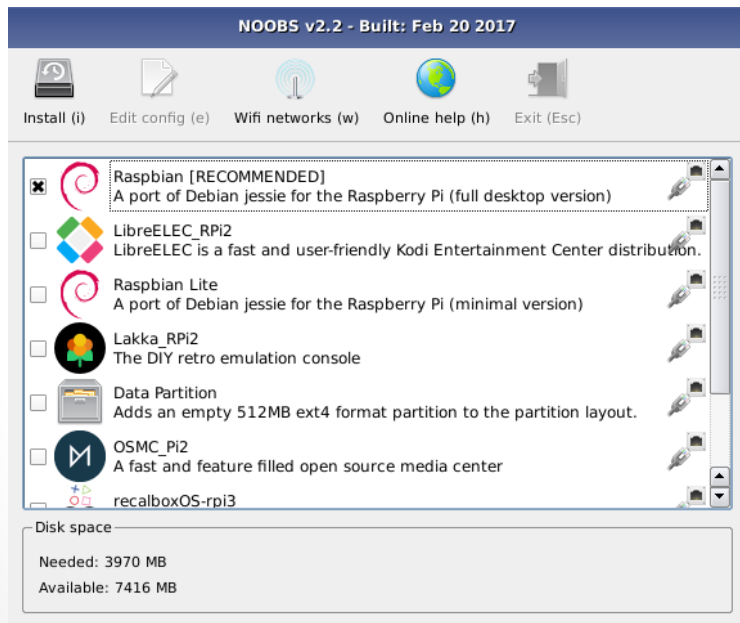 NOOBS v2.2 - Built: Feb 20 2017
Install (i)
Edit config (e)
Wifi networks (w)
Online help (h)
Exit (Esc)
Raspbian [RECOMMENDED]
A port of Debian jessie for the Raspberry Pi (full desktop version)
LibreELEC_RPi2
LibreELEC is a fast and user-friendly Kodi Entertainment Center distribution.
Raspbian Lite
A port of Debian jessie for the Raspberry Pi (minimal version)
Lakka_RPi2
The DIY retro emulation console
Data Partition
Adds an empty 512MB ext4 format partition to the partition layout.
OSMC_Pi2
A fast and feature filled open source media center
recalboxOS-rpi3
Disk space
Needed: 3970 MB
Available: 7416 MB